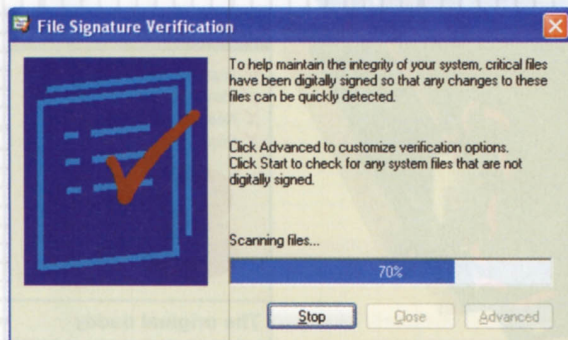 File Signature Verification
To help maintain the integrity of your system, critical files
have been digitally signed so that any changes to these
files can be quickly detected.
Click Advanced to customize verification options.
Click Start to check for any system files that are not
digitally signed.
Scanning files...
70%
Stop Close Advanced